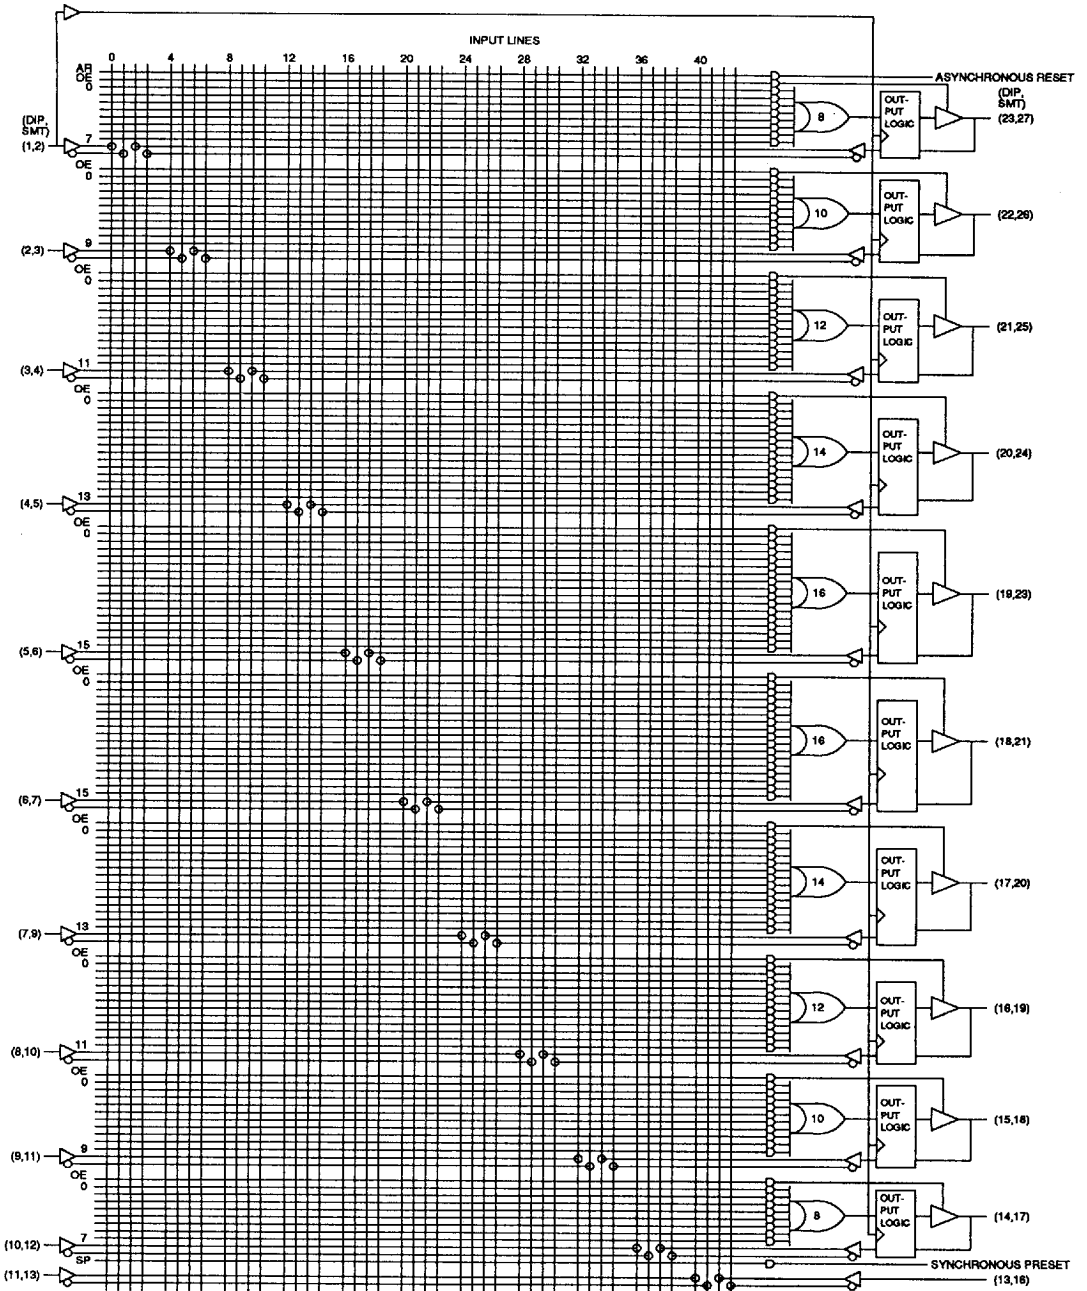 INPUT LINES
0 4 8 12 16 20 24 28 32 36 40
AR
OE
0
ASYNCHRONOUS RESET
(DIP, SMT)
(DIP, SMT)
8
OUT-PUT LOGIC
(23,27)
7
(1,2)
OE
0
10
OUT-PUT LOGIC
(22,26)
9
(2,3)
OE
0
12
OUT-PUT LOGIC
(21,25)
11
(3,4)
OE
0
14
OUT-PUT LOGIC
(20,24)
13
(4,5)
OE
0
16
OUT-PUT LOGIC
(19,23)
15
(5,6)
OE
0
16
OUT-PUT LOGIC
(18,21)
15
(6,7)
OE
0
14
OUT-PUT LOGIC
(17,20)
13
(7,9)
OE
0
12
OUT-PUT LOGIC
(16,19)
11
(8,10)
OE
0
10
OUT-PUT LOGIC
(15,18)
9
(9,11)
OE
0
8
OUT-PUT LOGIC
(14,17)
7
(10,12)
SP
SYNCHRONOUS PRESET
(11,13)
(13,16)